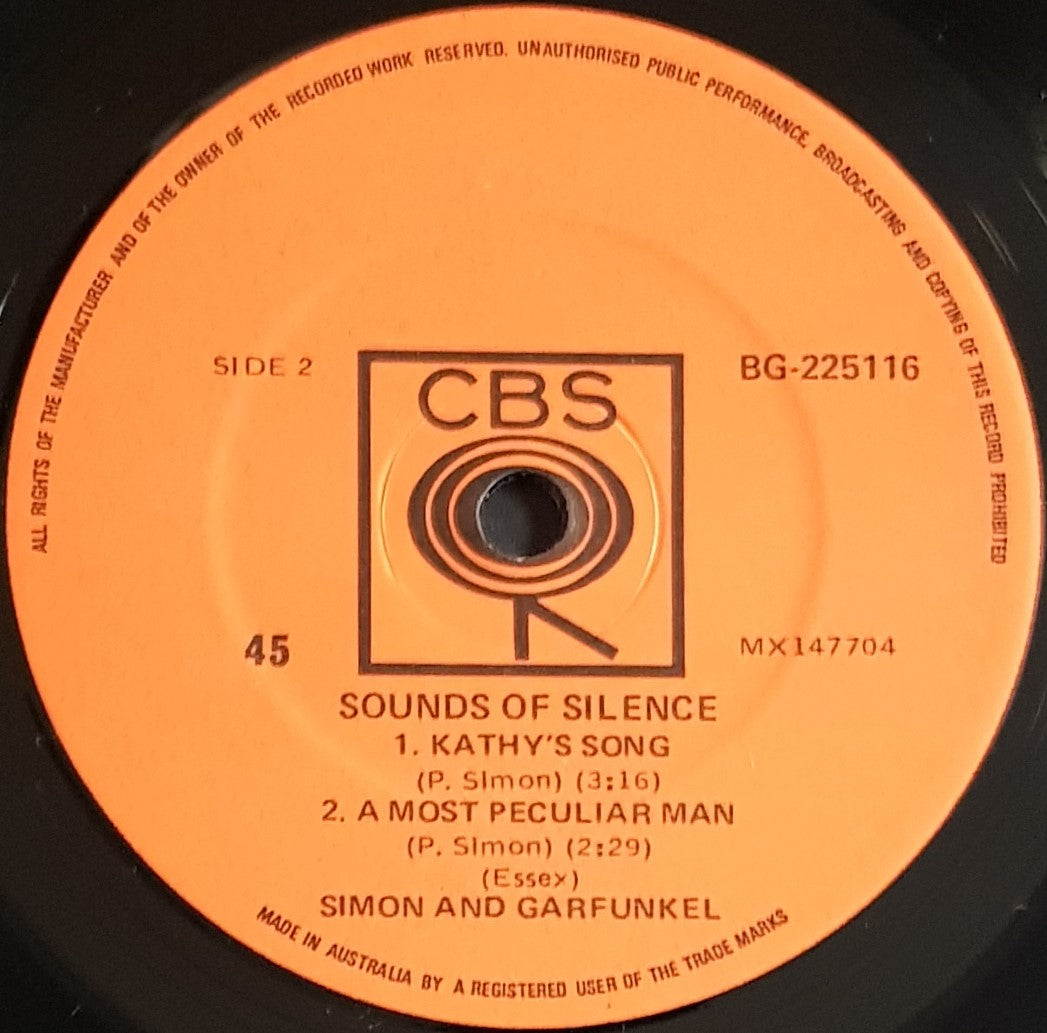 ALL RIGHTS OF THE MANUFACTURER AND OF THE OWNER OF THE RECORDED WORK RESERVED. UNAUTHORISED PUBLIC PERFORMANCE, BROADCASTING AND COPYING OF THIS RECORD PROHIBITED
SIDE 2
BG-225116
CBS
45
MX147704
SOUNDS OF SILENCE
1. KATHY'S SONG
(P. Simon) (3:16)
2. A MOST PECULIAR MAN
(P. Simon) (2:29)
(Essex)
SIMON AND GARFUNKEL
MADE IN AUSTRALIA BY A REGISTERED USER OF THE TRADE MARKS